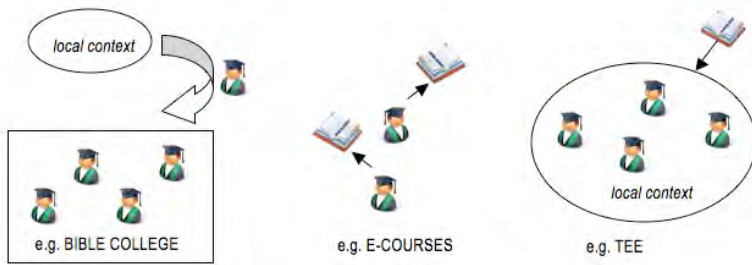 local context
e.g. BIBLE COLLEGE
e.g. E-COURSES
local context
e.g. TEE